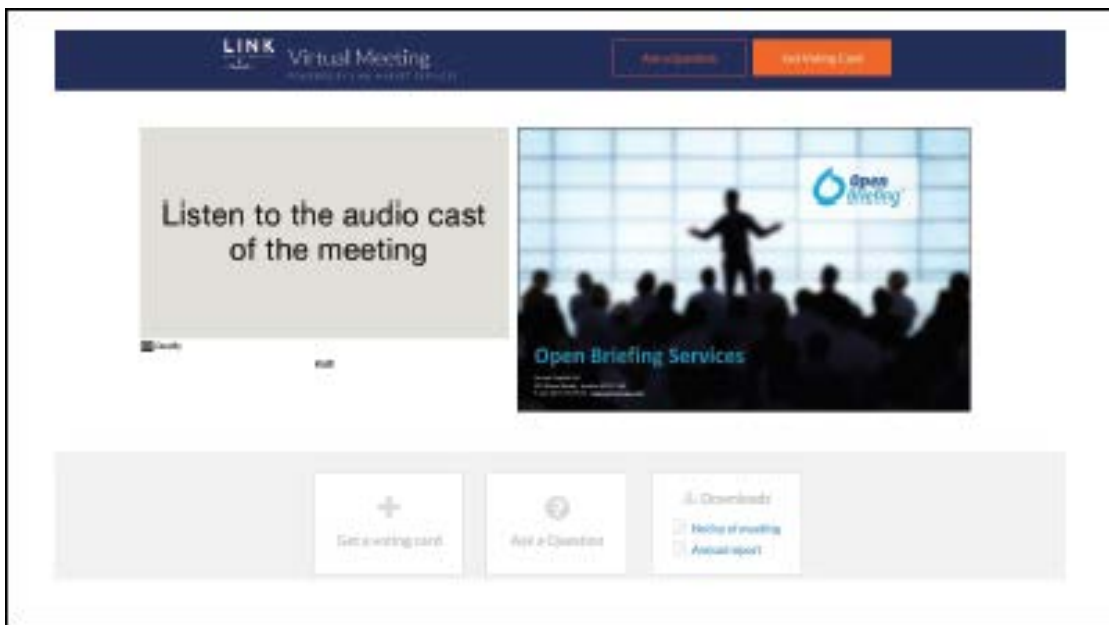 LINK
Virtual Meeting
Ask a Question
Get Voting Card
Listen to the audio cast
of the meeting
Open
Briefing
Open Briefing Services
Get a voting card
Ask a Question
Downloads
Notice of meeting
Annual report